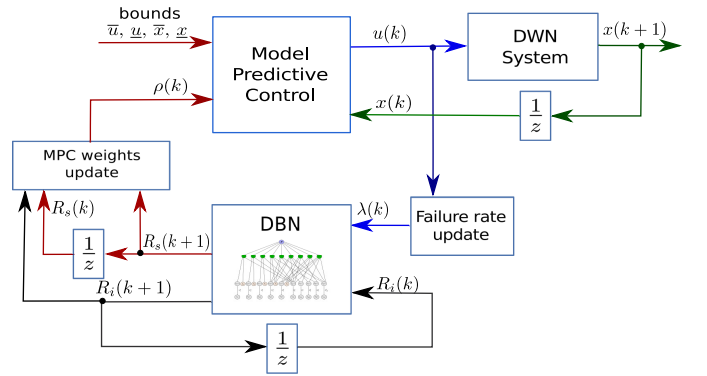 bounds
u̅, u̲, x̅, x̲
ρ(k)
Model
Predictive
Control
u(k)
DWN
System
x(k+1)
x(k)
1/z
MPC weights
update
R_s(k)
1/z
R_s(k+1)
DBN
λ(k)
Failure rate
update
R_i(k+1)
R_i(k)
1/z